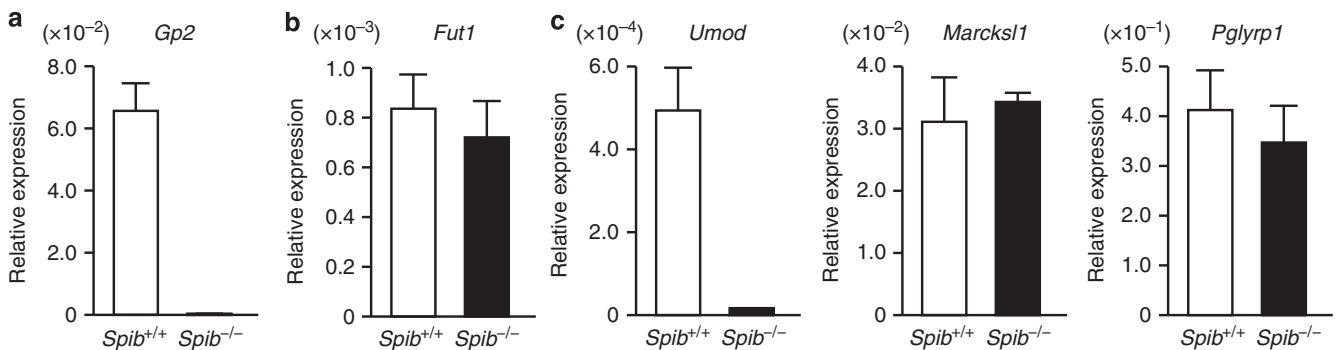 a (×10⁻²) Gp2
8.0
6.0
4.0
2.0
0
Relative expression
Spib⁺/⁺ Spib⁻/⁻
b (×10⁻³) Fut1
1.0
0.8
0.6
0.4
0.2
0
Relative expression
Spib⁺/⁺ Spib⁻/⁻
c (×10⁻⁴) Umod
6.0
4.0
2.0
0
Relative expression
Spib⁺/⁺ Spib⁻/⁻
(×10⁻²) Marcksl1
4.0
3.0
2.0
1.0
0
Relative expression
Spib⁺/⁺ Spib⁻/⁻
(×10⁻¹) Pglyrp1
5.0
4.0
3.0
2.0
1.0
0
Relative expression
Spib⁺/⁺ Spib⁻/⁻